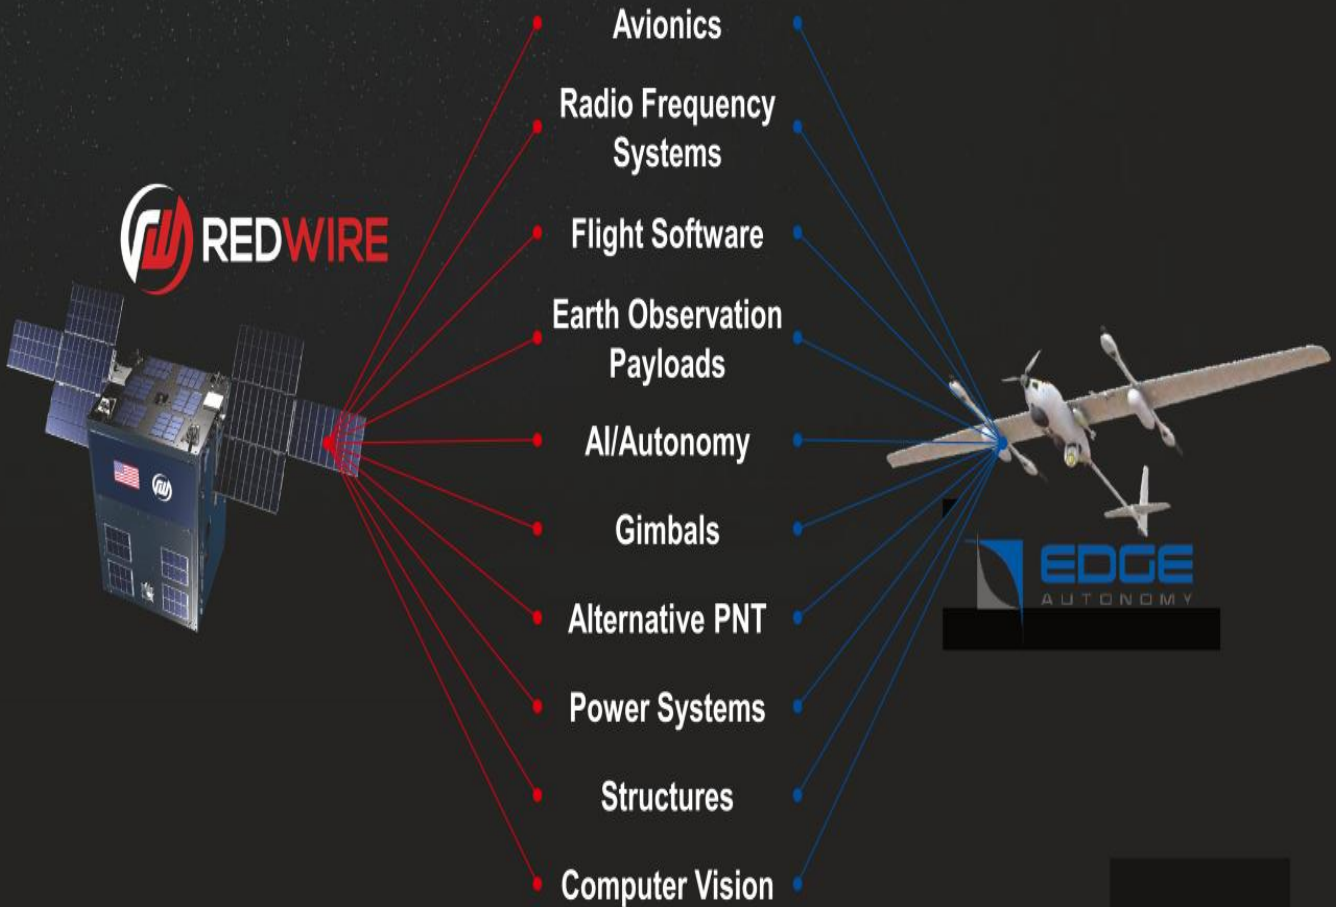 Avionics
Radio Frequency
Systems
REDWIRE
Flight Software
Earth Observation
Payloads
AI/Autonomy
Gimbals
EDGE
AUTONOMY
Alternative PNT
Power Systems
Structures
Computer Vision